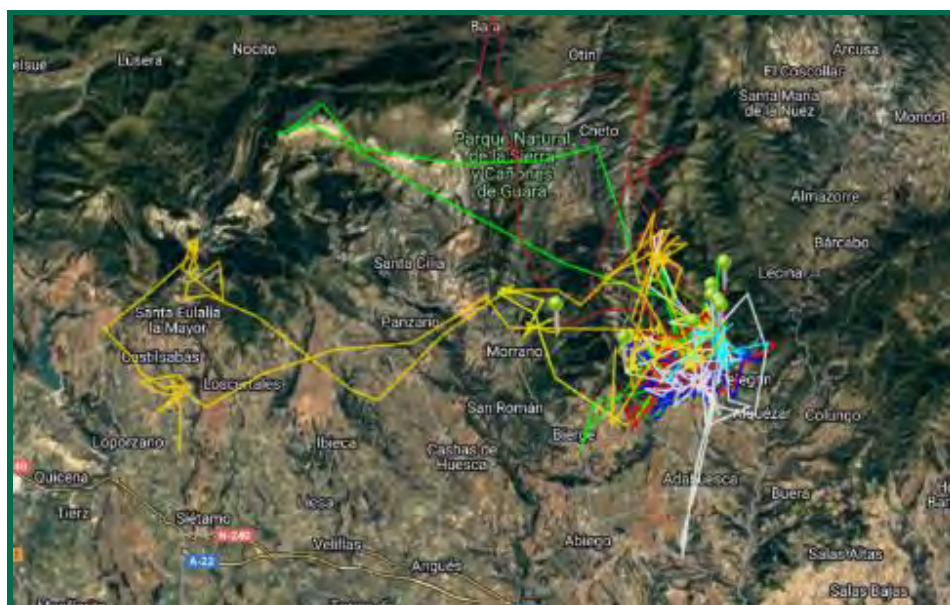 Nocito
Lusera
Otín
Arcusa
El Coscollar
Santa María
de la Nuez
Mondot
Cheto
Parque Natural
de la Sierra
y Cañones
de Guara
Almazorre
Bárcabo
Santa Cilia
Lecina
Santa Eulalia
la Mayor
Panzano
Morrano
Castilsabás
Loscertales
San Román
Alquézar
Colungo
Bierge
Loporzano
Ibieca
Casbas de
Huesca
Adahuesca
Quicena
Buera
Tierz
Siétamo
N-240
Velillas
Abiego
A-22
Angüés
Salas Altas
Salas Bajas